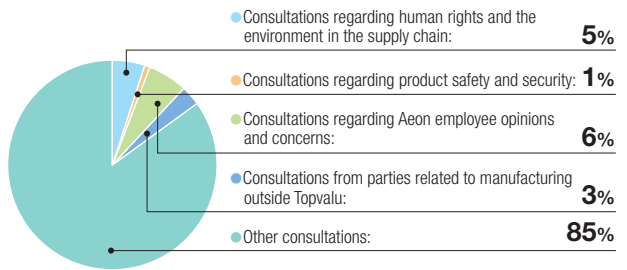 Consultations regarding human rights and the
environment in the supply chain: 5%
Consultations regarding product safety and security: 1%
Consultations regarding Aeon employee opinions
and concerns: 6%
Consultations from parties related to manufacturing
outside Topvalu: 3%
Other consultations: 85%